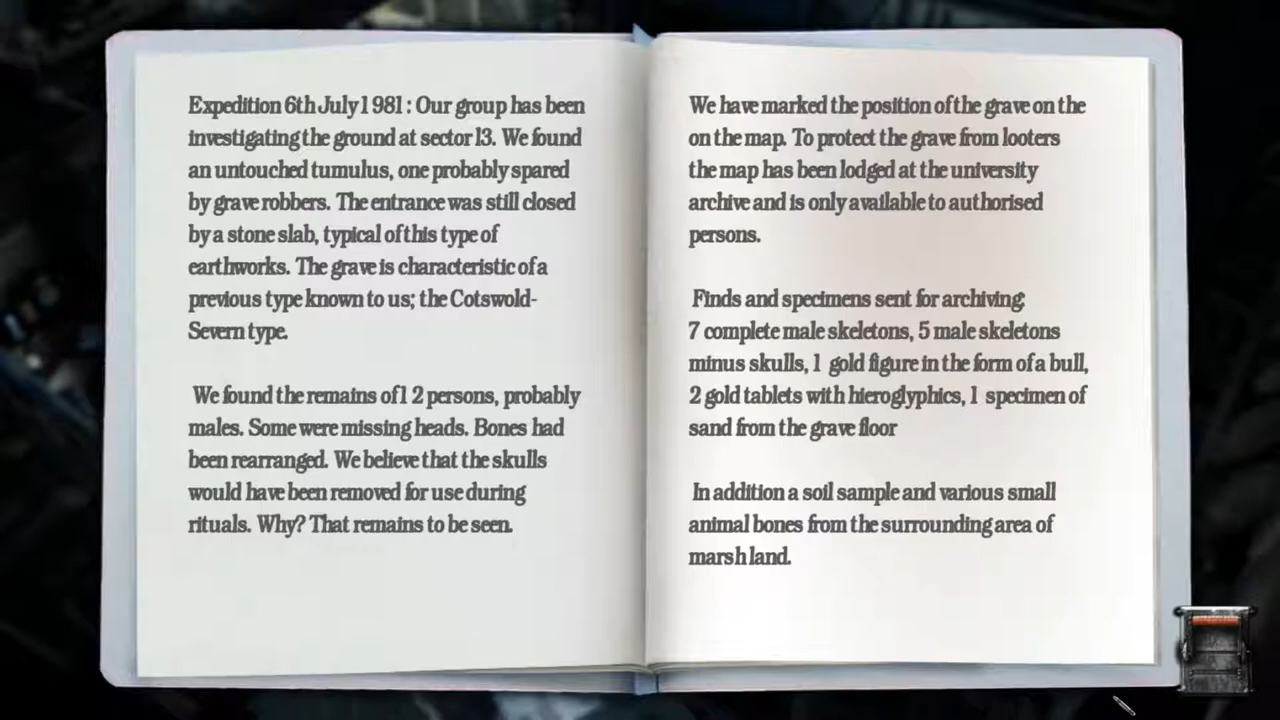 Expedition 6th July 1981 : Our group has been
investigating the ground at sector 13. We found
an untouched tumulus, one probably spared
by grave robbers. The entrance was still closed
by a stone slab, typical of this type of
earthworks. The grave is characteristic of a
previous type known to us; the Cotswold-
Severn type.
We found the remains of 12 persons, probably
males. Some were missing heads. Bones had
been rearranged. We believe that the skulls
would have been removed for use during
rituals. Why? That remains to be seen.
We have marked the position of the grave on the
on the map. To protect the grave from looters
the map has been lodged at the university
archive and is only available to authorised
persons.
Finds and specimens sent for archiving:
7 complete male skeletons, 5 male skeletons
minus skulls, 1 gold figure in the form of a bull,
2 gold tablets with hieroglyphics, 1 specimen of
sand from the grave floor
In addition a soil sample and various small
animal bones from the surrounding area of
marsh land.